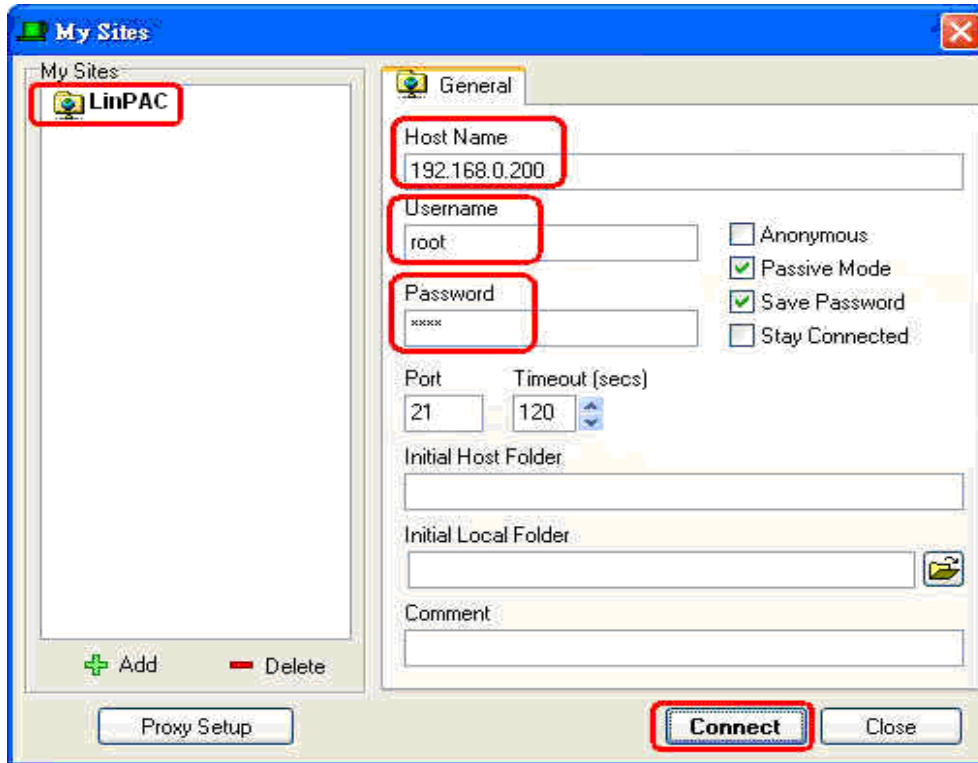 My Sites
My Sites
LinPAC
General
Host Name
192.168.0.200
Username
root
Anonymous
Passive Mode
Password
Save Password
****
Stay Connected
Port Timeout (secs)
21 120
Initial Host Folder
Initial Local Folder
Comment
Add Delete
Proxy Setup Connect Close